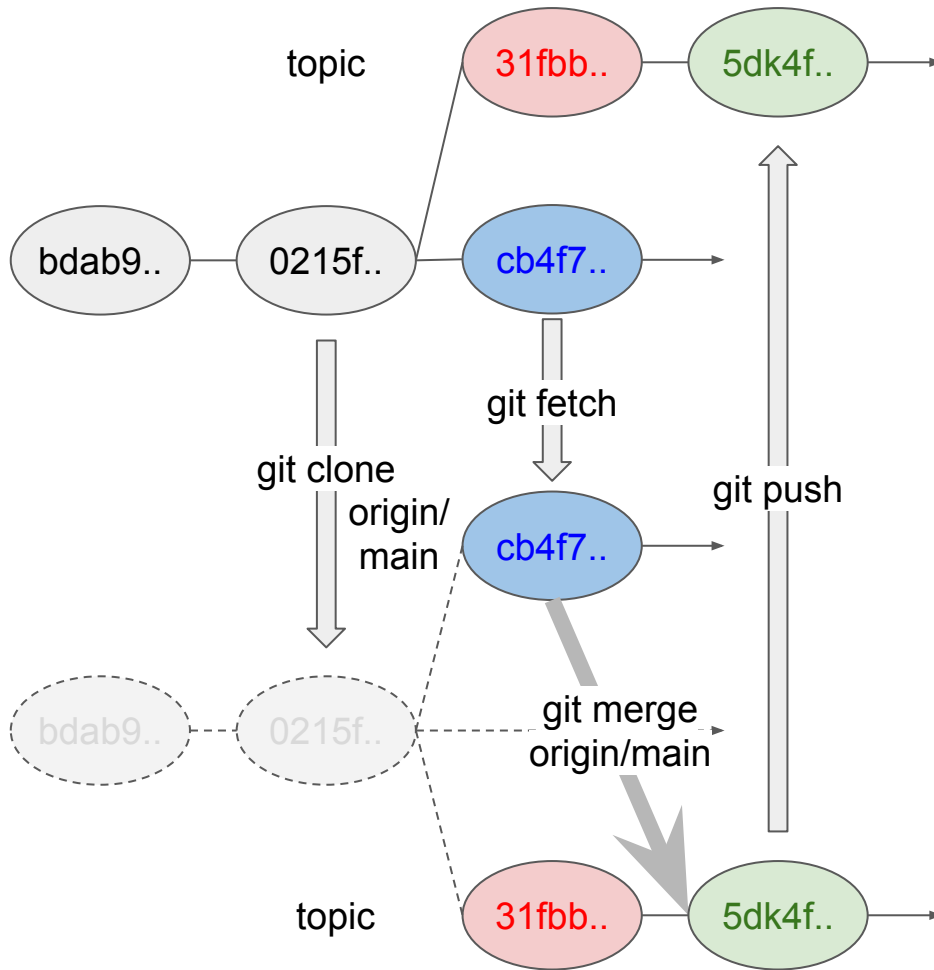 topic
31fbb..
5dk4f..
bdab9..
0215f..
cb4f7..
git fetch
git clone
git push
origin/
main
cb4f7..
bdab9..
0215f..
git merge
origin/main
topic
31fbb..
5dk4f..